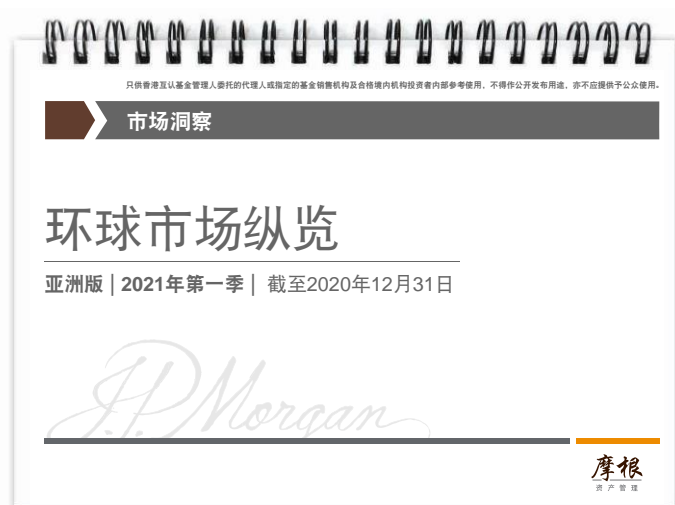 只供香港互认基金管理人委托的代理人或指定的基金销售机构及合格境内机构投资者内部参考使用，不得作公开发布用途，亦不应提供予公众使用。
市场洞察
环球市场纵览
亚洲版 | 2021年第一季 | 截至2020年12月31日
J.P.Morgan
摩根
资产管理